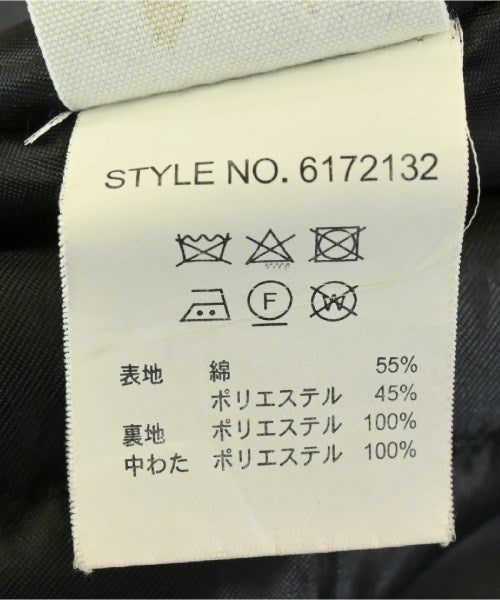 STYLE NO. 6172132
F W
表地 綿 55%
ポリエステル 45%
裏地 ポリエステル 100%
中わた ポリエステル 100%